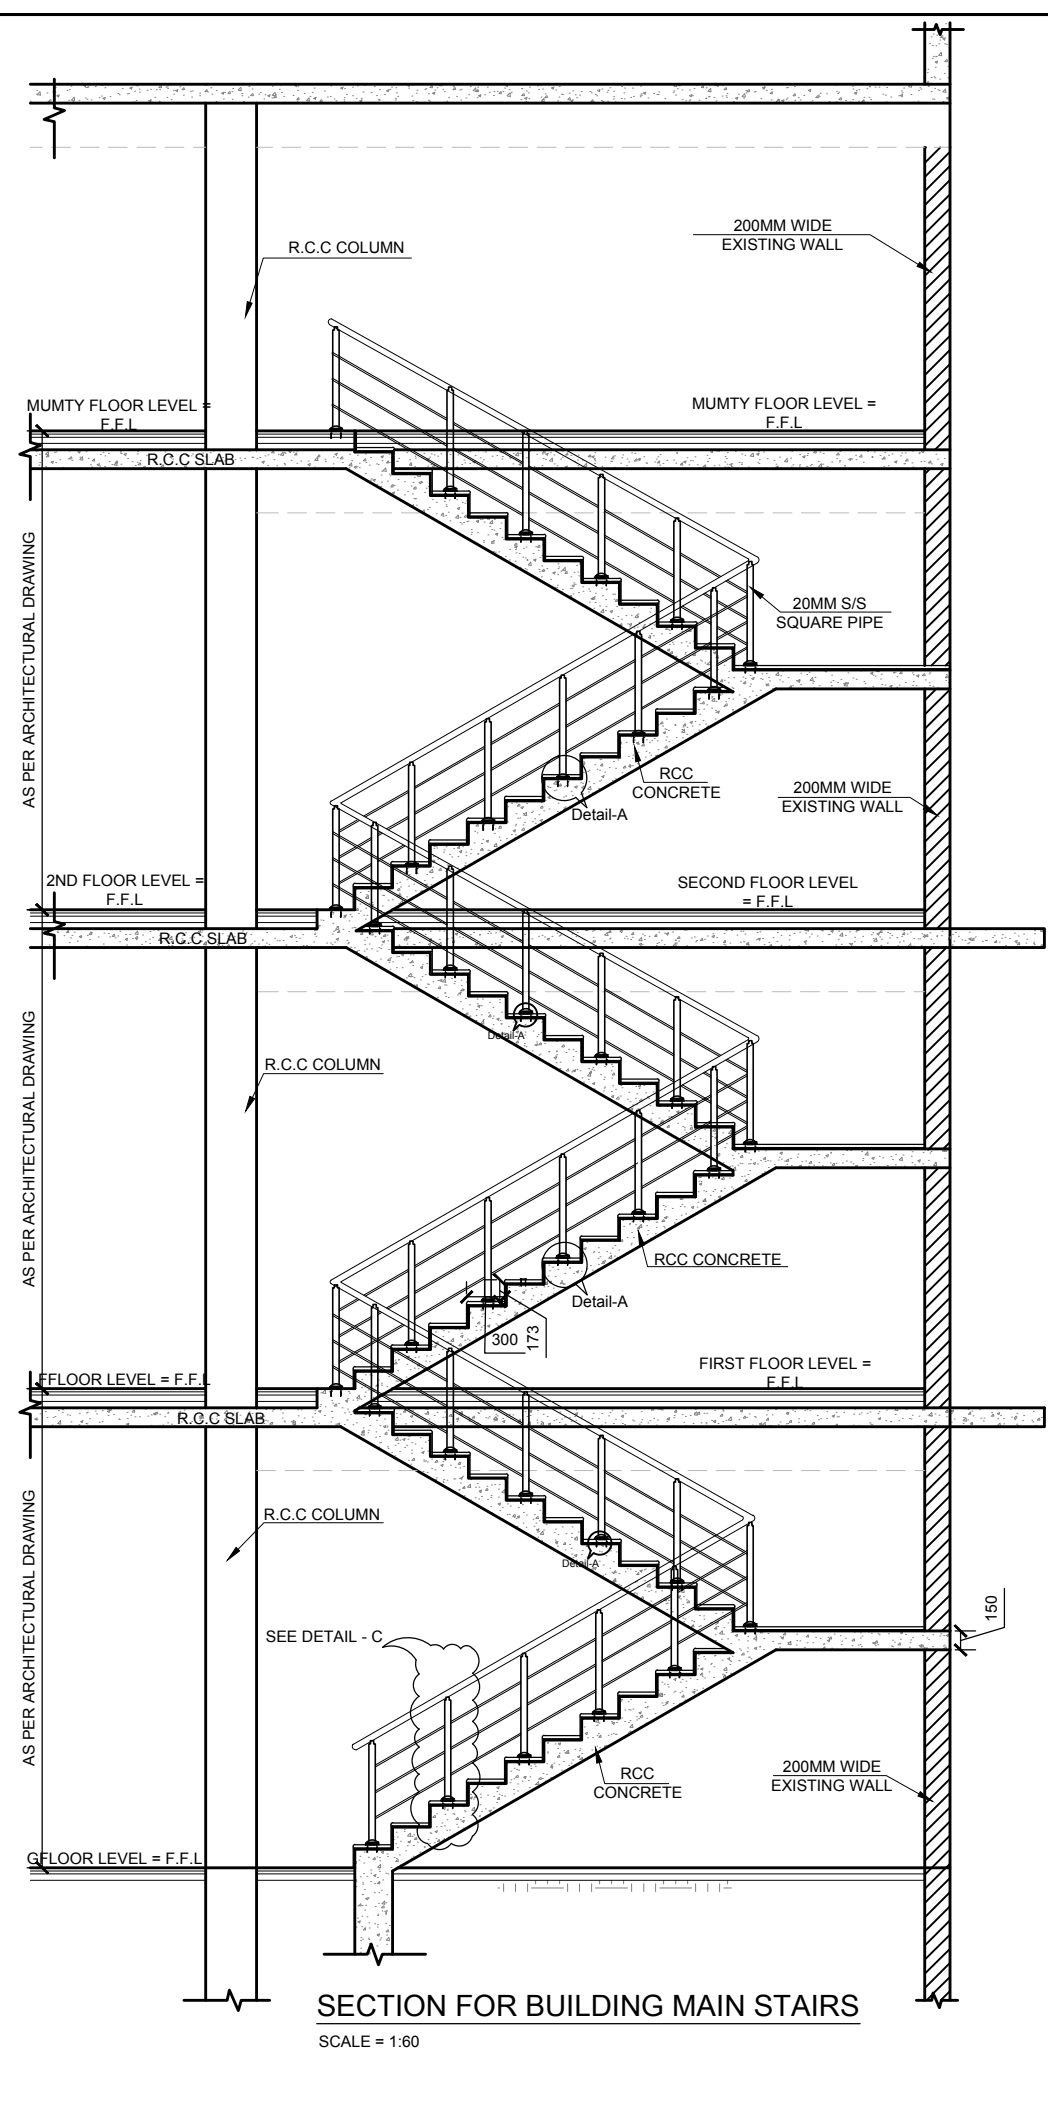 200MM WIDE
EXISTING WALL
R.C.C COLUMN
MUMTY FLOOR LEVEL =
F.F.L
MUMTY FLOOR LEVEL =
F.F.L
R.C.C SLAB
AS PER ARCHITECTURAL DRAWING
20MM S/S
SQUARE PIPE
RCC
CONCRETE
200MM WIDE
EXISTING WALL
Detail-A
2ND FLOOR LEVEL =
F.F.L
SECOND FLOOR LEVEL
= F.F.L
R.C.C SLAB
AS PER ARCHITECTURAL DRAWING
Detail-A
R.C.C COLUMN
RCC CONCRETE
Detail-A
300
173
FFLOOR LEVEL = F.F.L
FIRST FLOOR LEVEL =
F.F.L
R.C.C SLAB
AS PER ARCHITECTURAL DRAWING
R.C.C COLUMN
Detail-A
150
SEE DETAIL - C
RCC
CONCRETE
200MM WIDE
EXISTING WALL
GFLOOR LEVEL = F.F.L
SECTION FOR BUILDING MAIN STAIRS
SCALE = 1:60